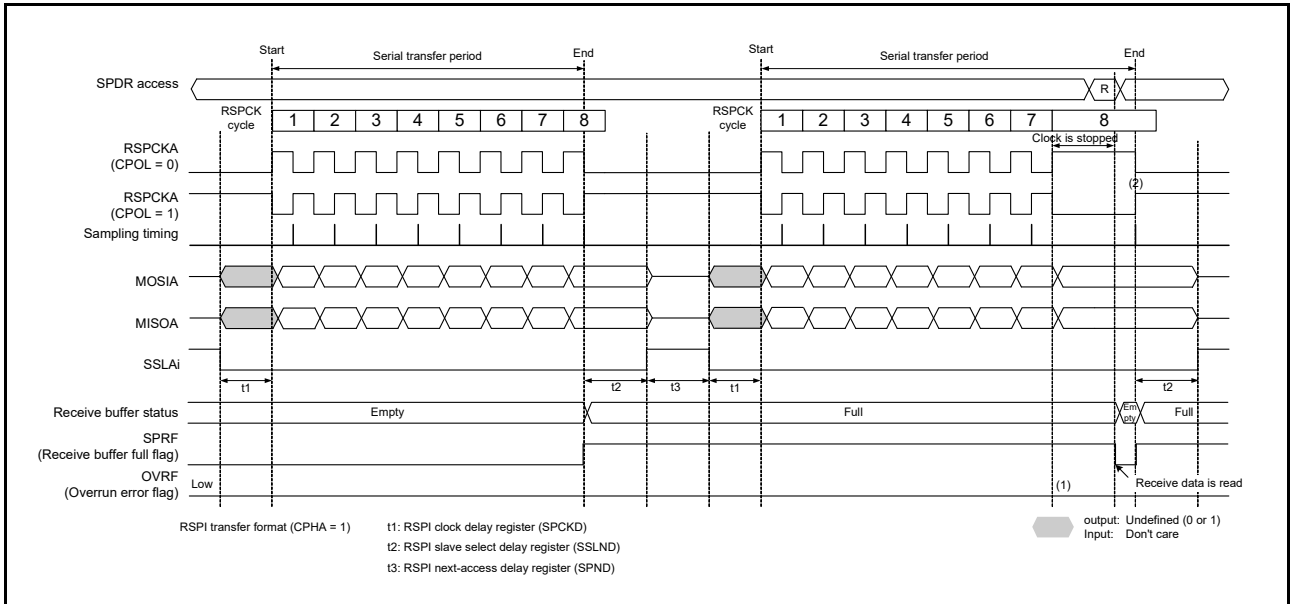 Start
Serial transfer period
End
Start
Serial transfer period
End
SPDR access
R
RSPCK
cycle
1 2 3 4 5 6 7 8
RSPCK
cycle
1 2 3 4 5 6 7 8
Clock is stopped
RSPCKA
(CPOL = 0)
RSPCKA
(CPOL = 1)
(2)
Sampling timing
MOSIA
MISOA
SSLAi
t1
t2
t3
t1
t2
Receive buffer status
Empty
Full
Em
pty
Full
SPRF
(Receive buffer full flag)
OVRF
(Overrun error flag)
Low
(1)
Receive data is read
RSPI transfer format (CPHA = 1)
t1: RSPI clock delay register (SPCKD)
t2: RSPI slave select delay register (SSLND)
t3: RSPI next-access delay register (SPND)
output: Undefined (0 or 1)
Input: Don't care